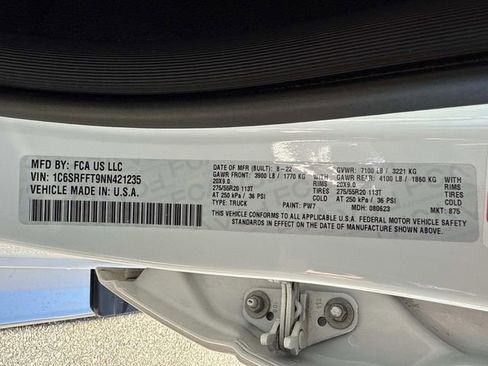 MFD BY: FCA US LLC
VIN: 1C6SRFFT9NN421235
VEHICLE MADE IN U.S.A.
DATE OF MFR (BUILT): 8-22 GVWR: 7100 LB / 3221 KG
GAWR FRONT: 3900 LB / 1770 KG GAWR REAR: 4100 LB / 1860 KG
20X9.0 20X9.0
275/55R20 113T TIRES 275/55R20 113T TIRES
AT 250 kPa / 36 PSI COLD AT 250 kPa / 36 PSI COLD
THIS VEHICLE CONFORMS TO ALL APPLICABLE U.S.A. FEDERAL MOTOR VEHICLE SAFETY
STANDARDS IN EFFECT ON THE DATE OF MANUFACTURE SHOWN ABOVE.
TYPE: TRUCK PAINT: PW7 MDH: 080623 MKT: 875